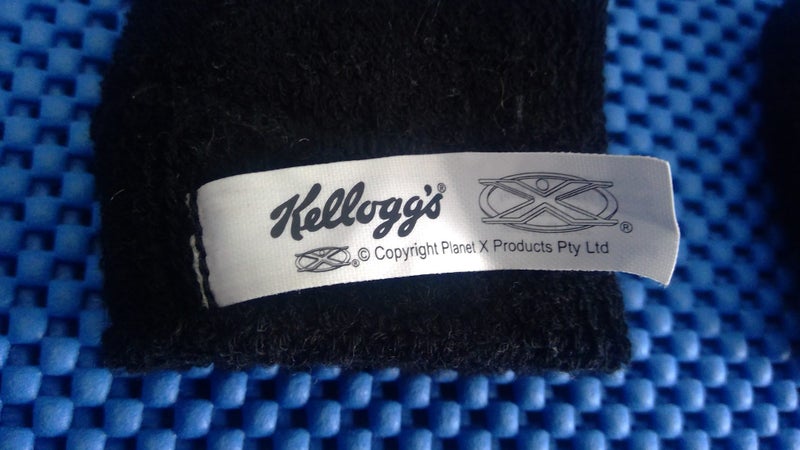 Kellogg's®
X ®
X ® © Copyright Planet X Products Pty Ltd